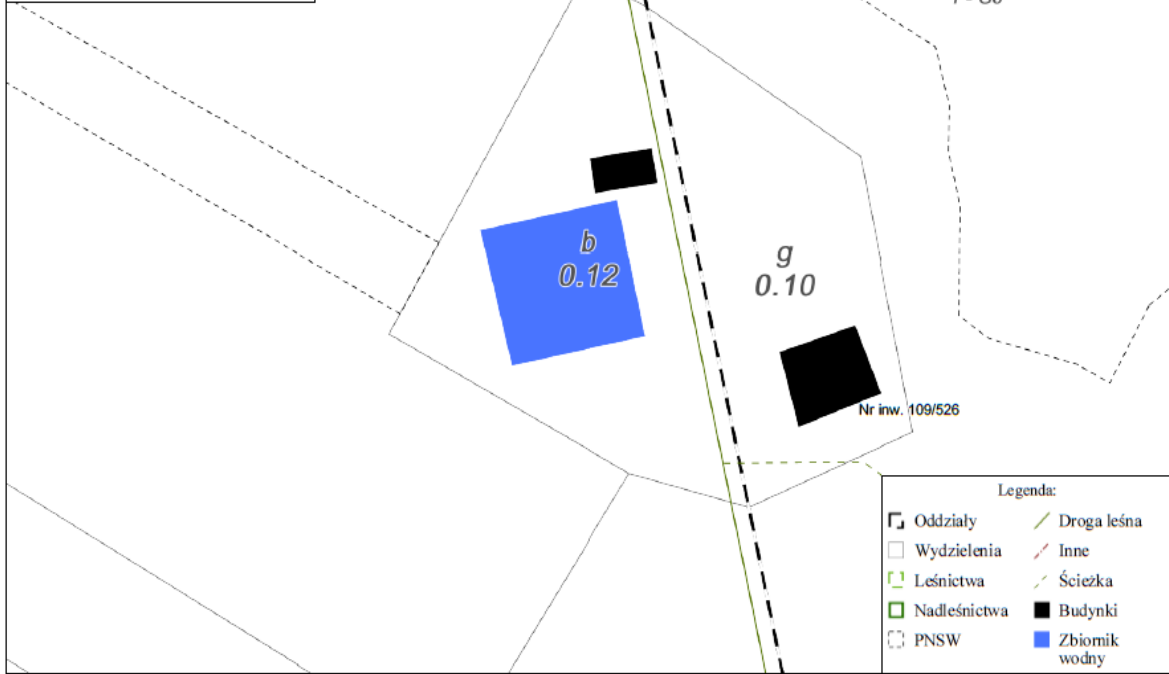 b
0.12
g
0.10
Nr inw. 109/526
Legenda:
Oddziały
Droga leśna
Wydzielenia
Inne
Leśnictwa
Ścieżka
Nadleśnictwa
Budynki
PNSW
Zbiornik
wodny